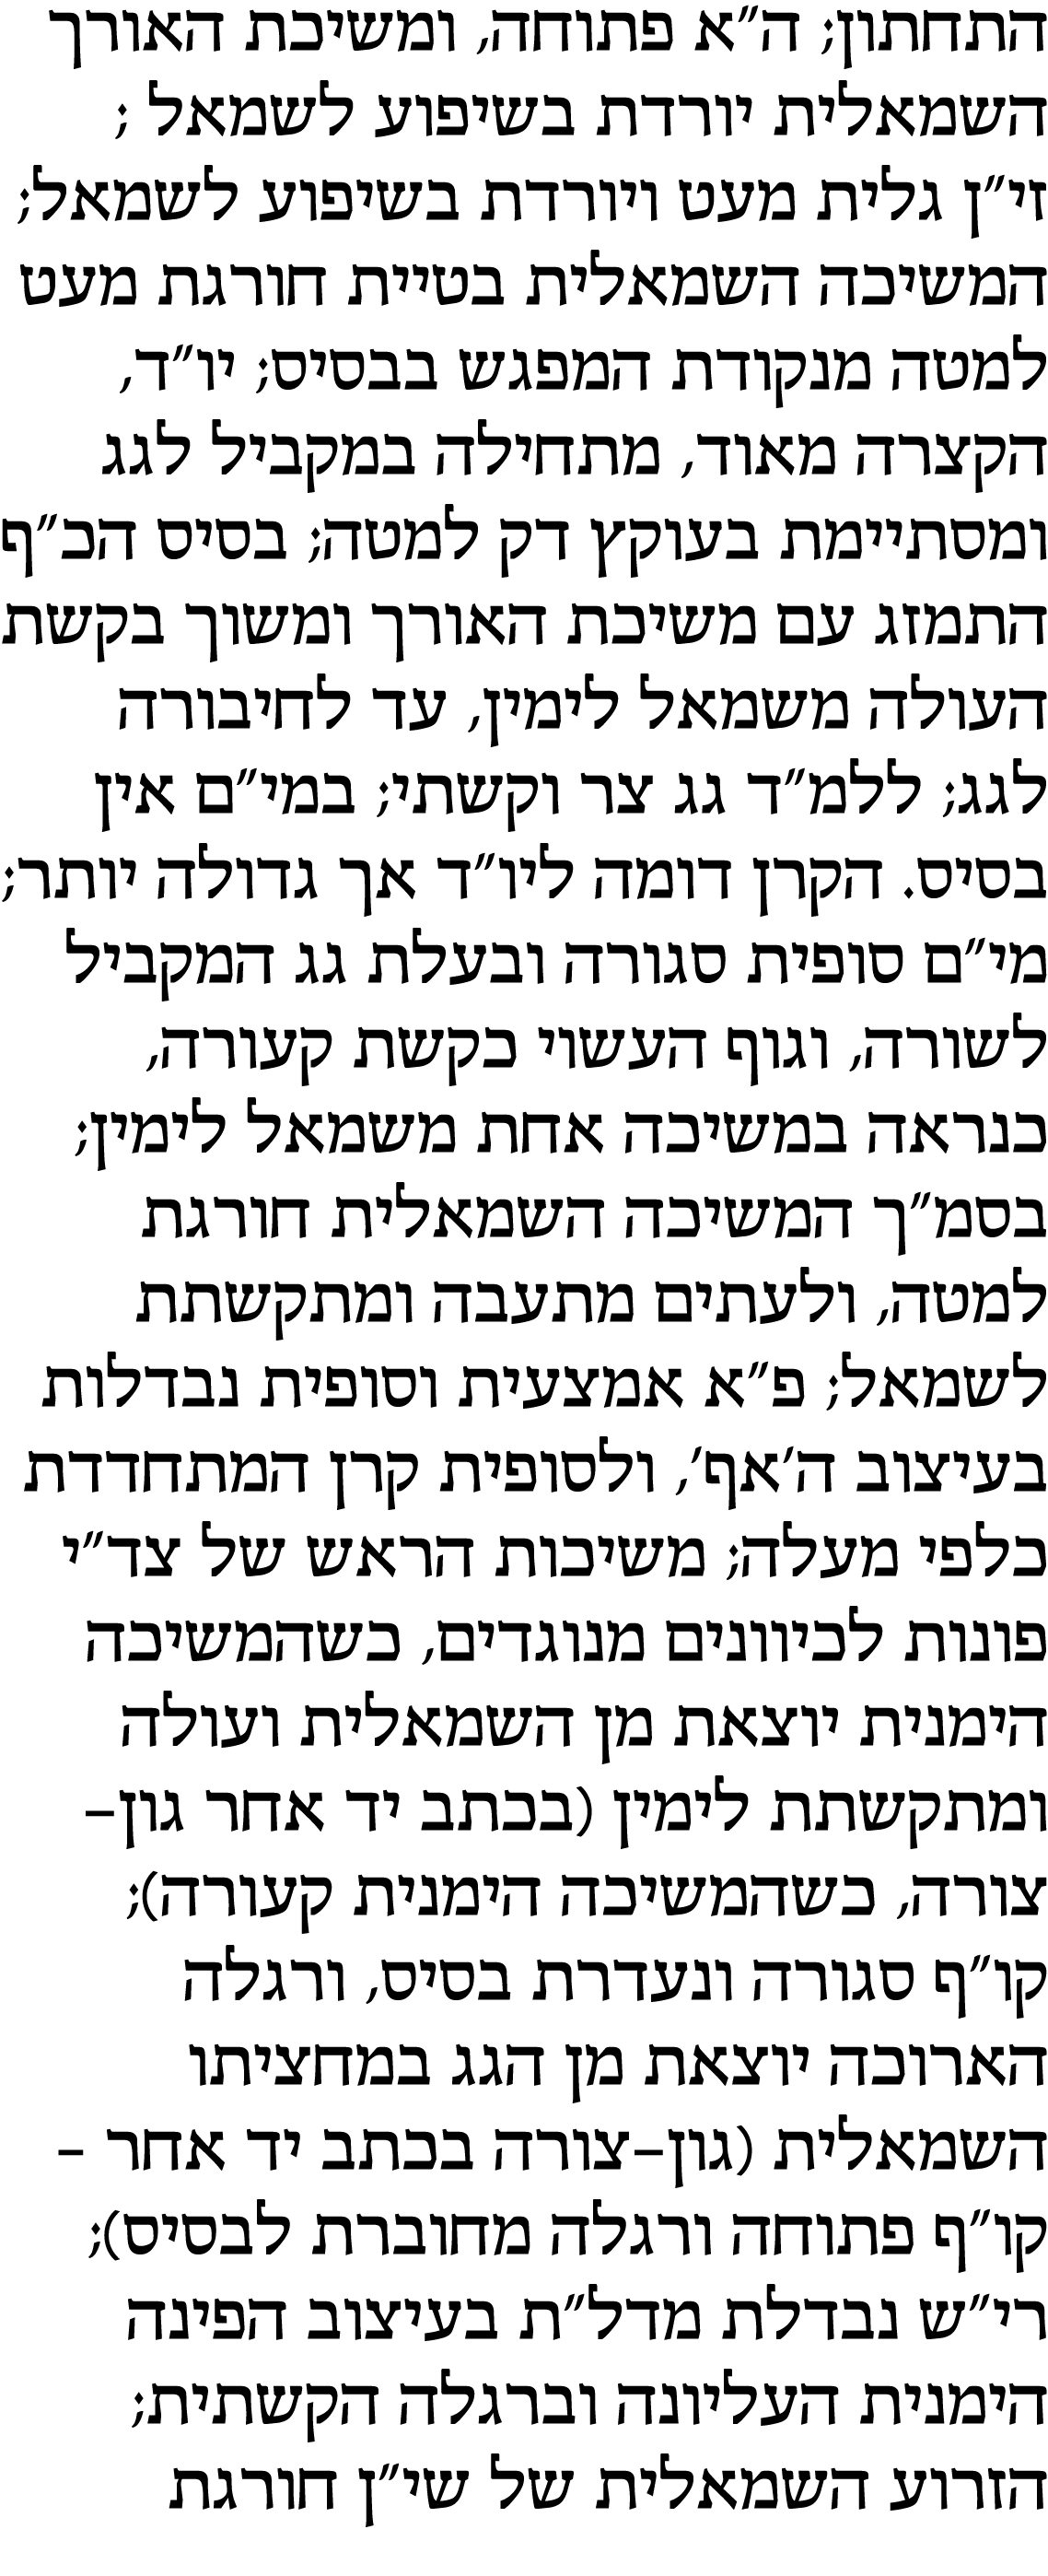 התחתון; ה״א פתוחה, ומשיכת האורך
השמאלית יורדת בשיפוע לשמאל ;
זי״ן גלית מעט ויורדת בשיפוע לשמאל;
המשיכה השמאלית בטיית חורגת מעט
למטה מנקודת המפגש בבסיס; יו״ד,
הקצרה מאוד, מתחילה במקביל לגג
ומסתיימת בעוקץ דק למטה; בסיס הכ״ף
התמזג עם משיכת האורך ומשוך בקשת
העולה משמאל לימין, עד לחיבורה
לגג; ללמ״ד גג צר וקשתי; במי״ם אין
בסיס. הקרן דומה ליו״ד אך גדולה יותר;
מי״ם סופית סגורה ובעלת גג המקביל
לשורה, וגוף העשוי כקשת קעורה,
כנראה במשיכה אחת משמאל לימין;
בסמ״ך המשיכה השמאלית חורגת
למטה, ולעתים מתעבה ומתקשתת
לשמאל; פ״א אמצעית וסופית נבדלות
בעיצוב ה׳אף׳, ולסופית קרן המתחדדת
כלפי מעלה; משיכות הראש של צד״י
פונות לכיוונים מנוגדים, כשהמשיכה
הימנית יוצאת מן השמאלית ועולה
ומתקשתת לימין (בכתב יד אחר גון–
צורה, כשהמשיכה הימנית קעורה);
קו״ף סגורה ונעדרת בסיס, ורגלה
הארוכה יוצאת מן הגג במחציתו
השמאלית (גון–צורה בכתב יד אחר –
קו״ף פתוחה ורגלה מחוברת לבסיס);
רי״ש נבדלת מדל״ת בעיצוב הפינה
הימנית העליונה וברגלה הקשתית;
הזרוע השמאלית של שי״ן חורגת